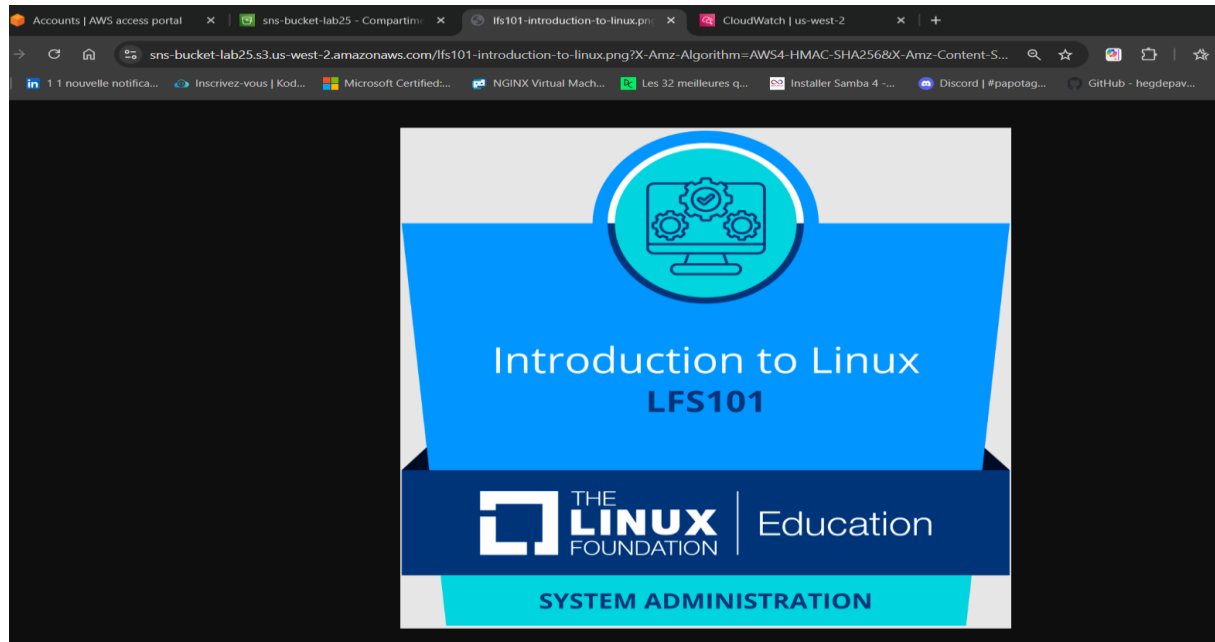 Accounts | AWS access portal
sns-bucket-lab25 - Compartime
lfs101-introduction-to-linux.png
CloudWatch | us-west-2
sns-bucket-lab25.s3.us-west-2.amazonaws.com/lfs101-introduction-to-linux.png?X-Amz-Algorithm=AWS4-HMAC-SHA256&X-Amz-Content-S...
1 1 nouvelle notifica...
Inscrivez-vous | Kod...
Microsoft Certified:...
NGINX Virtual Mach...
Les 32 meilleures q...
Installer Samba 4 -...
Discord | #papotag...
GitHub - hegdepav...
Introduction to Linux
LFS101
THE
LINUX
FOUNDATION
Education
SYSTEM ADMINISTRATION